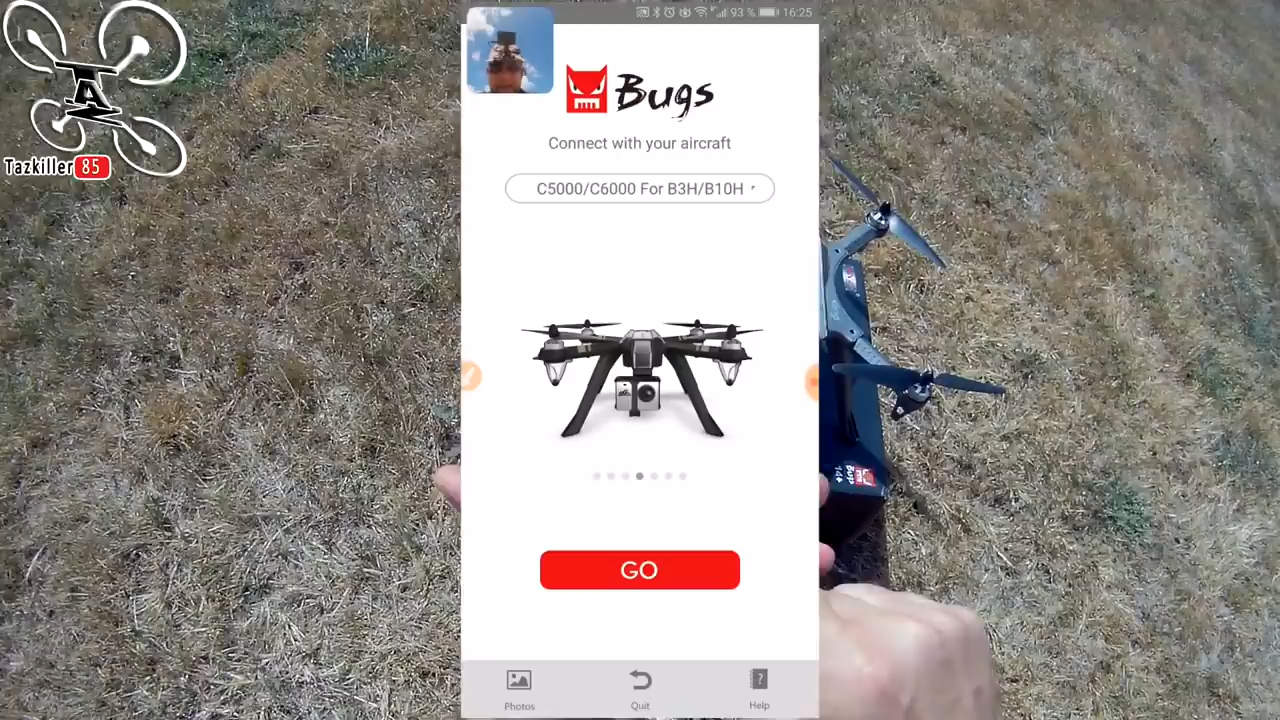 93 %
16:25
Bugs
Connect with your aircraft
C5000/C6000 For B3H/B10H
GO
Photos
Quit
Help
A
Tazkiller 85
14+